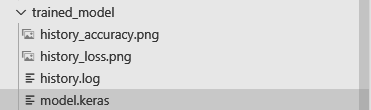 trained_model
history_accuracy.png
history_loss.png
history.log
model.keras